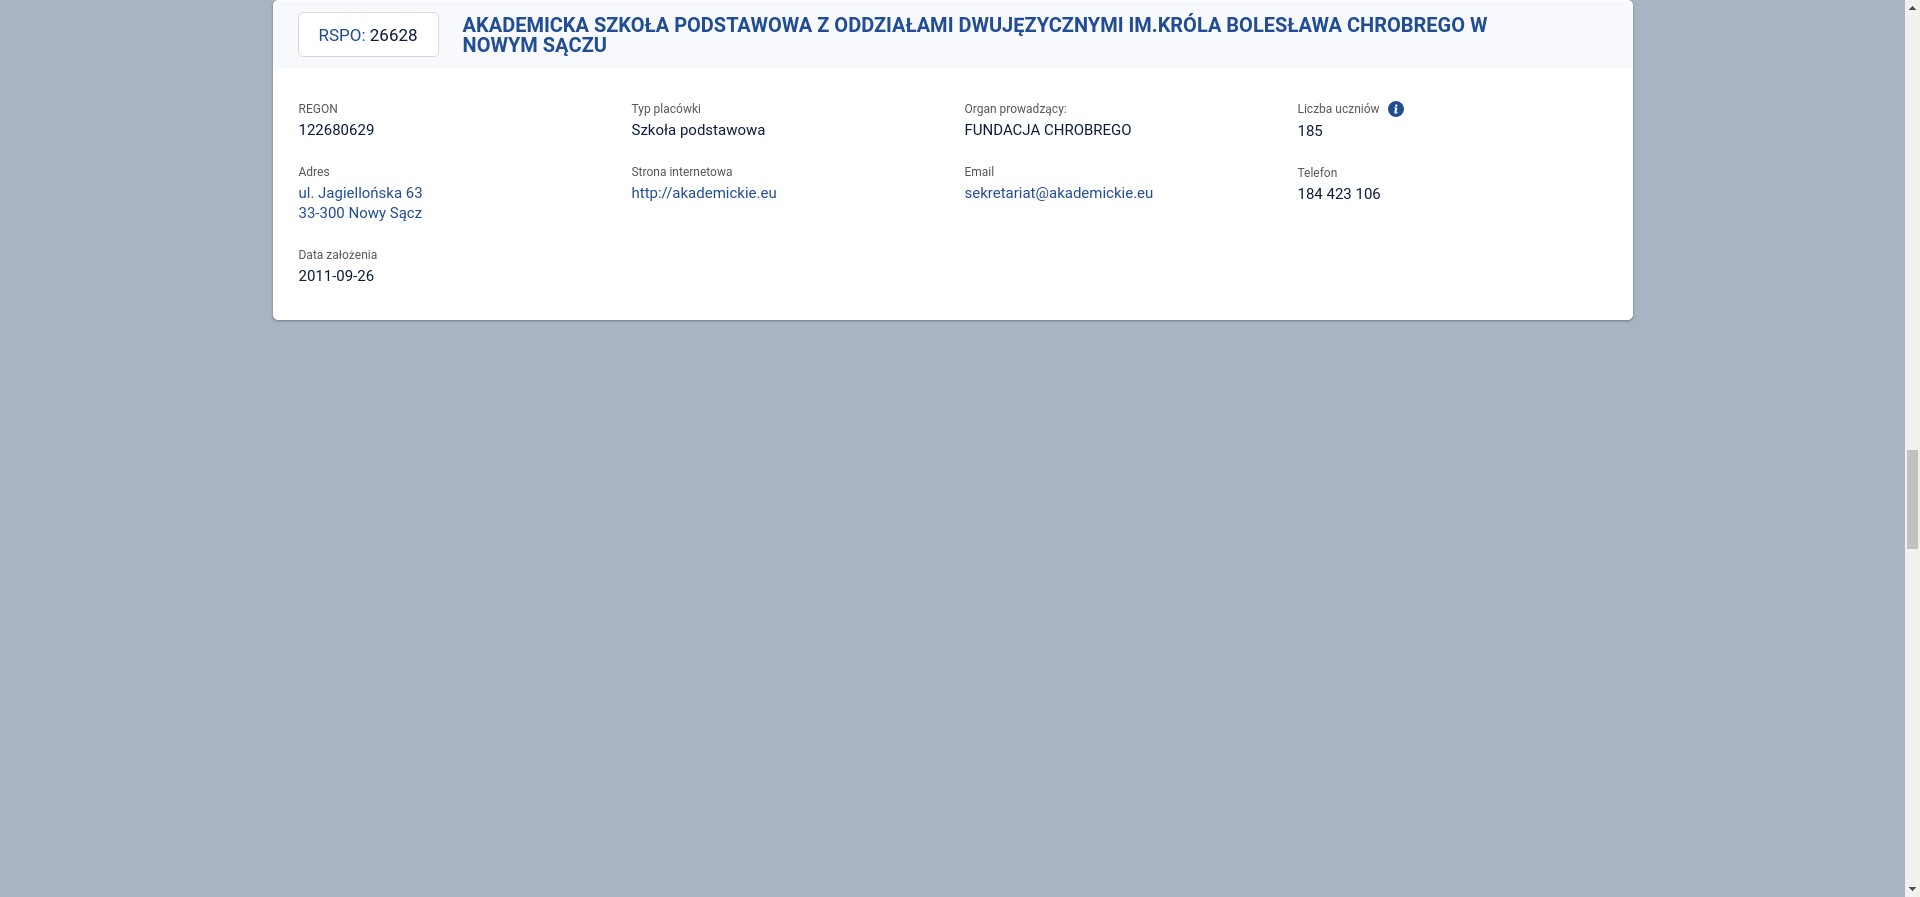 RSPO: 26628
AKADEMICKA SZKOŁA PODSTAWOWA Z ODDZIAŁAMI DWUJĘZYCZNYMI IM.KRÓLA BOLESŁAWA CHROBREGO W
NOWYM SĄCZU
REGON
122680629
Typ placówki
Szkoła podstawowa
Organ prowadzący:
FUNDACJA CHROBREGO
Liczba uczniów
185
Adres
ul. Jagiellońska 63
33-300 Nowy Sącz
Strona internetowa
http://akademickie.eu
Email
sekretariat@akademickie.eu
Telefon
184 423 106
Data założenia
2011-09-26